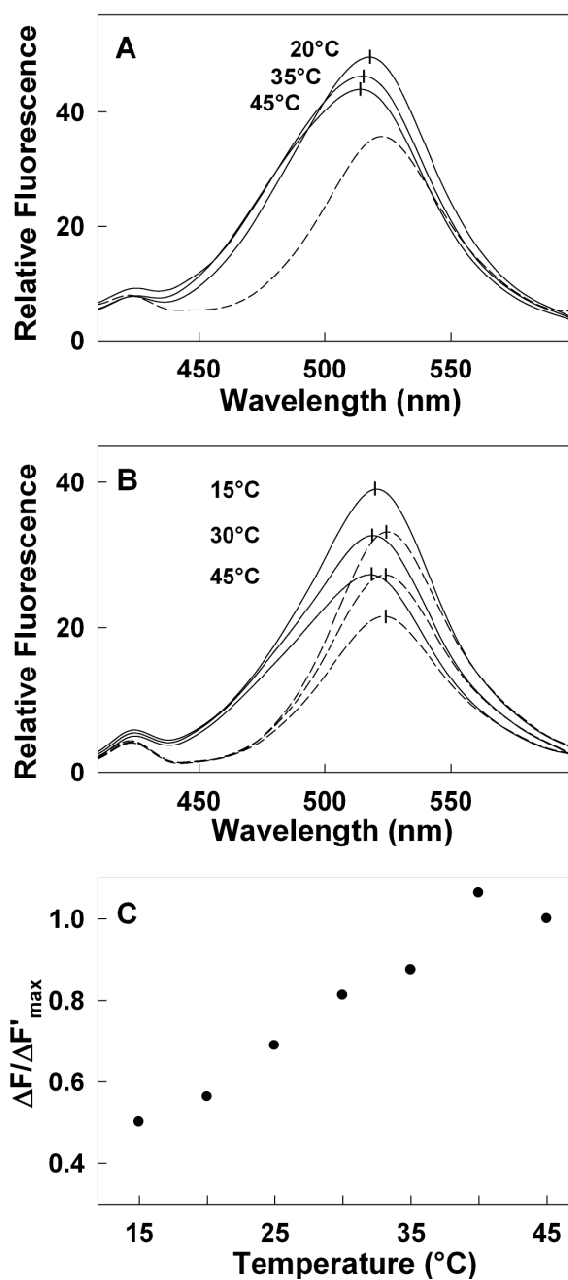 A
20°C
35°C
45°C
40
20
0
Relative Fluorescence
450 500 550
Wavelength (nm)
B
15°C
30°C
45°C
40
20
0
Relative Fluorescence
450 500 550
Wavelength (nm)
C
1.0
0.8
0.6
0.4
ΔF/ΔF'max
15 25 35 45
Temperature (°C)